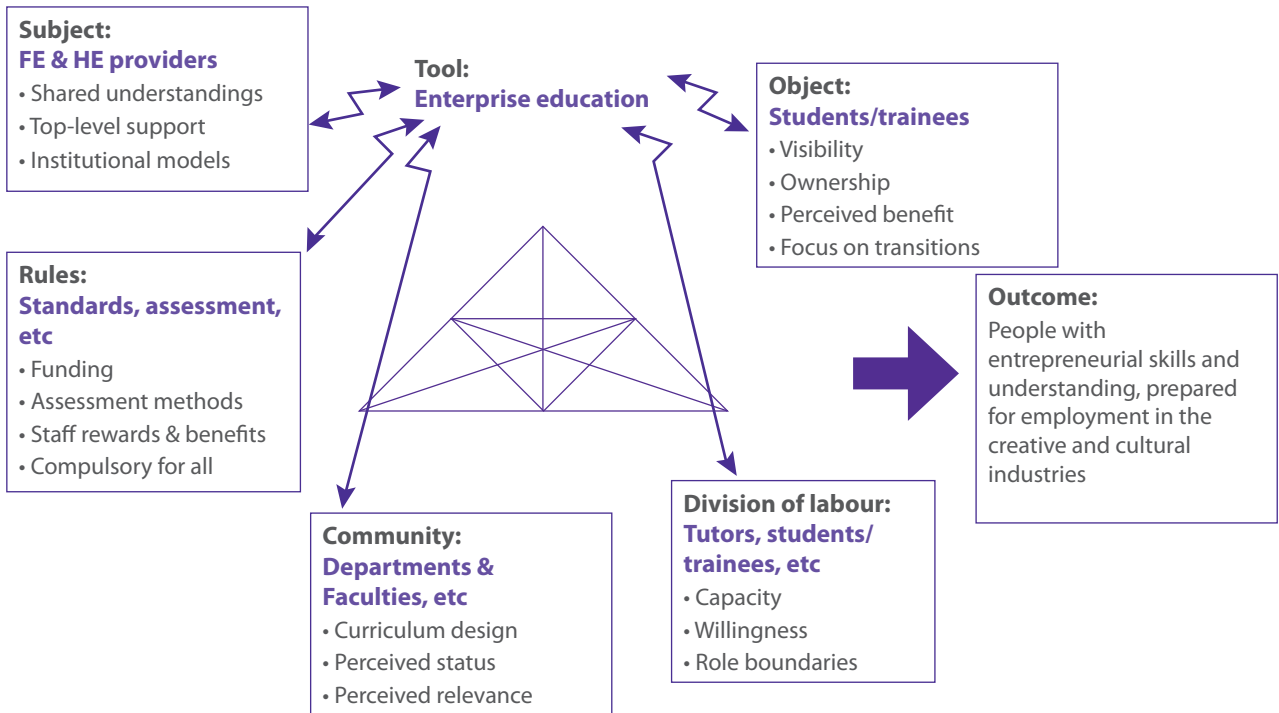 Subject:
FE & HE providers
• Shared understandings
• Top-level support
• Institutional models
Tool:
Enterprise education
Object:
Students/trainees
• Visibility
• Ownership
• Perceived benefit
• Focus on transitions
Rules:
Standards, assessment,
etc
• Funding
• Assessment methods
• Staff rewards & benefits
• Compulsory for all
Outcome:
People with
entrepreneurial skills and
understanding, prepared
for employment in the
creative and cultural
industries
Community:
Departments &
Faculties, etc
• Curriculum design
• Perceived status
• Perceived relevance
Division of labour:
Tutors, students/
trainees, etc
• Capacity
• Willingness
• Role boundaries